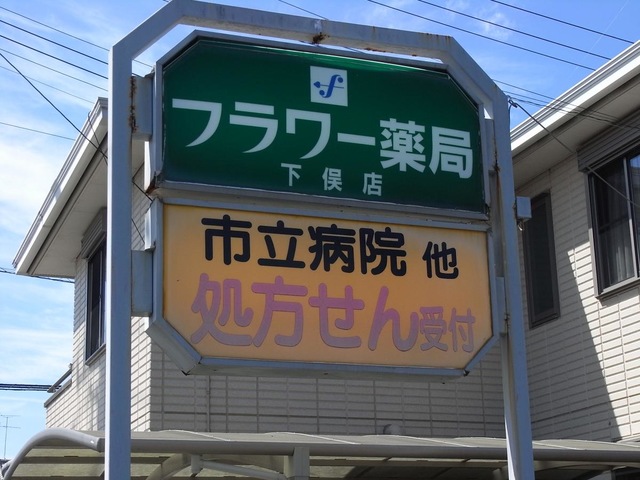 フラワー薬局
下俣店
市立病院 他
処方せん受付